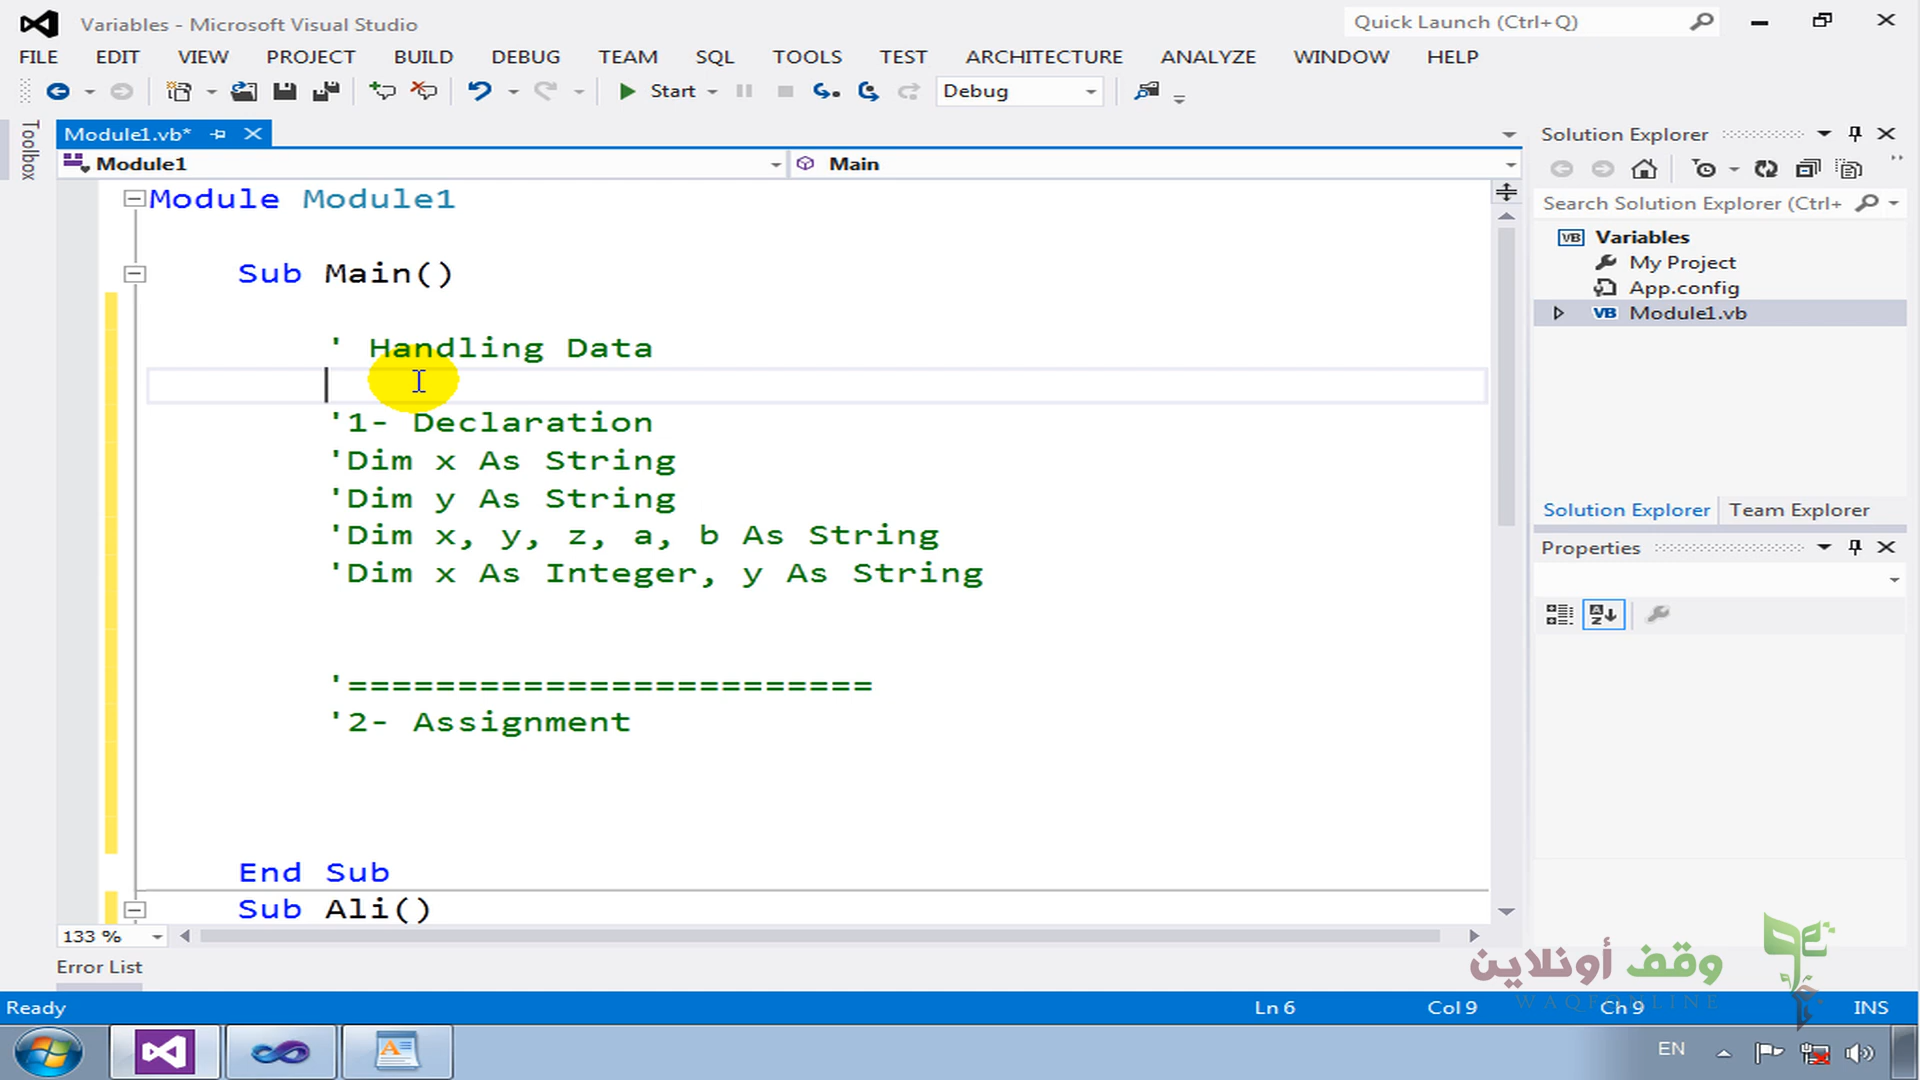 Variables - Microsoft Visual Studio
Quick Launch (Ctrl+Q)
FILE EDIT VIEW PROJECT BUILD DEBUG TEAM SQL TOOLS TEST ARCHITECTURE ANALYZE WINDOW HELP
Start Debug
Toolbox
Module1.vb*
Module1 Main
Module Module1
Sub Main()
' Handling Data
'1- Declaration
'Dim x As String
'Dim y As String
'Dim x, y, z, a, b As String
'Dim x As Integer, y As String
'========================
'2- Assignment
End Sub
Sub Ali()
133 %
Error List
Solution Explorer
Search Solution Explorer (Ctrl+
VB Variables
My Project
App.config
VB Module1.vb
Solution Explorer Team Explorer
Properties
وقف أونلاين
WAQFONLINE
Ready Ln 6 Col 9 Ch 9 INS
EN